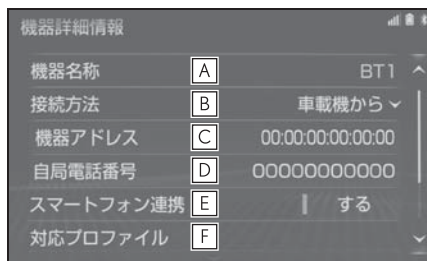 機器詳細情報
機器名称 A BT1
接続方法 B 車載機から
機器アドレス C 00:00:00:00:00:00
自局電話番号 D 00000000000
スマートフォン連携 E する
対応プロファイル F